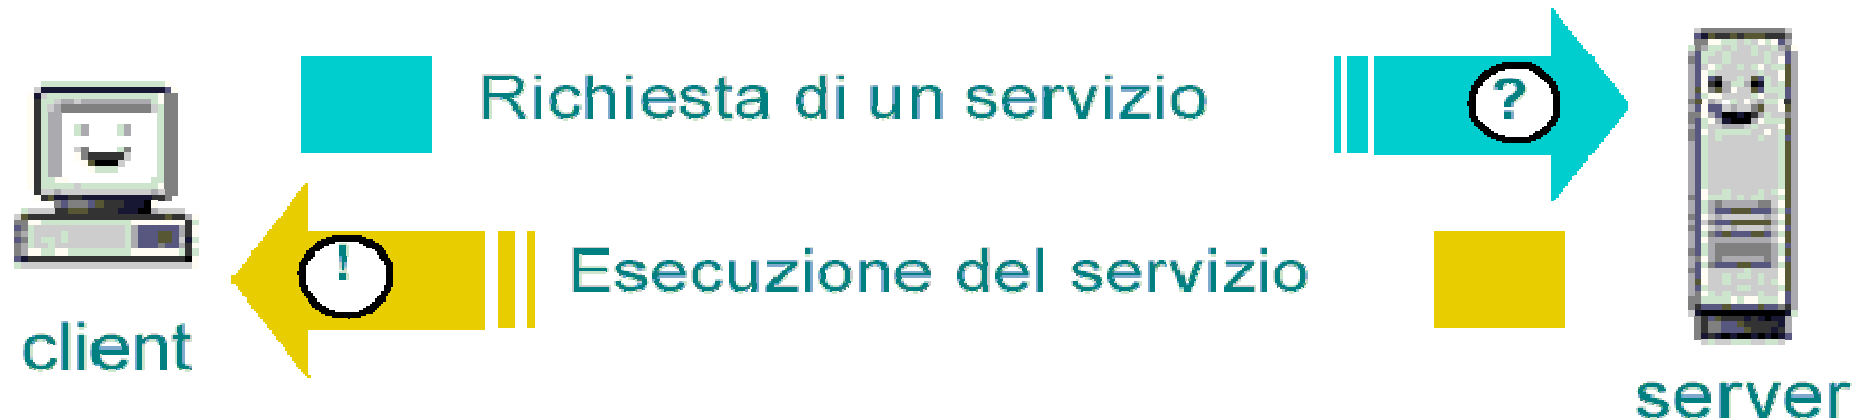 Richiesta di un servizio
?
!
Esecuzione del servizio
client
server